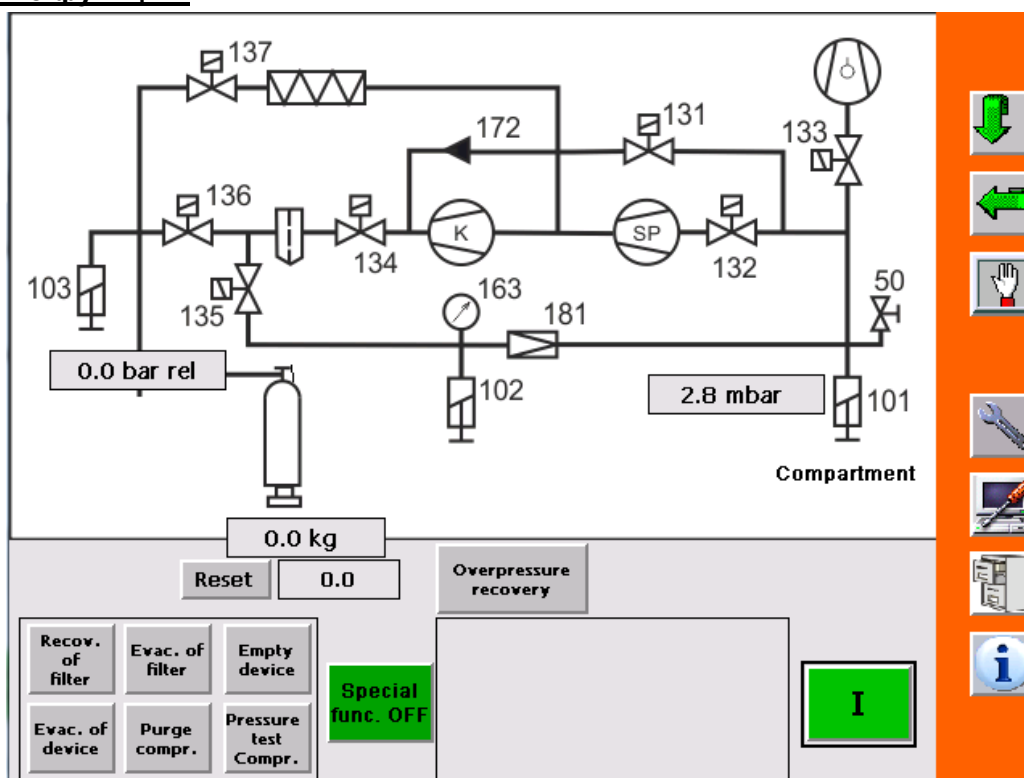 137
172
131
133
136
K
SP
134
132
103
135
163
181
50
0.0 bar rel
102
2.8 mbar
101
Compartment
0.0 kg
Reset
0.0
Overpressure
recovery
Recov.
of
filter
Evac. of
filter
Empty
device
Special
func. OFF
I
Evac. of
device
Purge
compr.
Pressure
test
Compr.
i